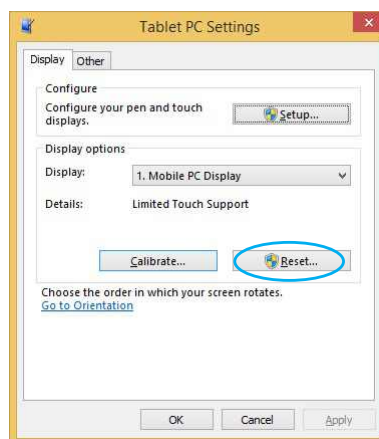 Tablet PC Settings
Display Other
Configure
Configure your pen and touch
displays.
Setup...
Display options
Display: 1. Mobile PC Display
Details: Limited Touch Support
Calibrate... Reset...
Choose the order in which your screen rotates.
Go to Orientation
OK Cancel Apply